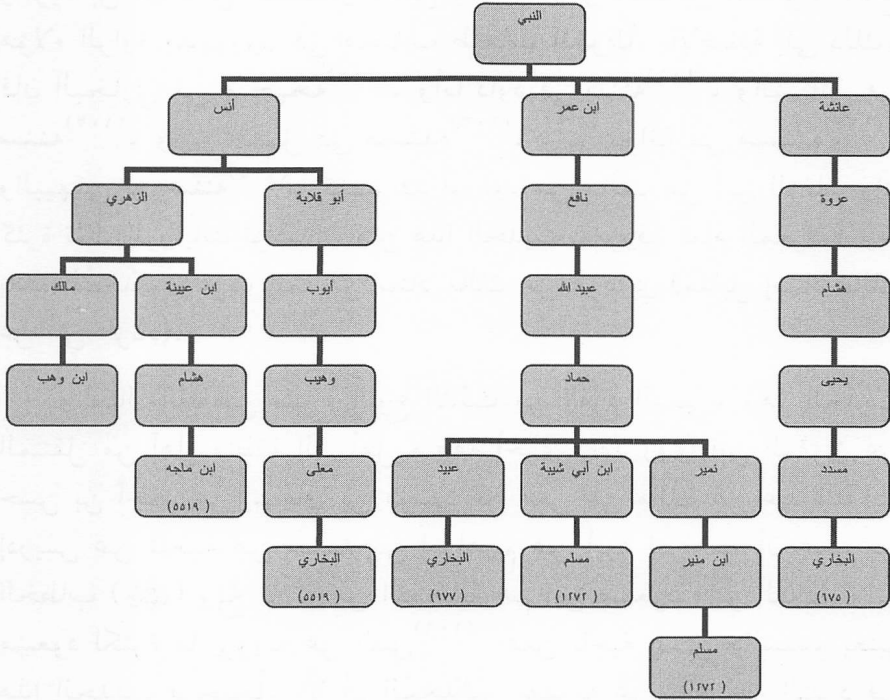 النبي
عائشة
ابن عمر
أنس
عروة
نافع
أبو قلابة
الزهري
هشام
عبيد الله
أيوب
ابن عيينة
مالك
يحيى
حماد
وهيب
هشام
ابن وهب
مسدد
نمير
ابن أبي شيبة
عبيد
معلى
ابن ماجه
(٥٥١٩)
البخاري
(٦٧٥)
ابن منير
مسلم
(١٢٧٢)
البخاري
(٦٧٧)
البخاري
(٥٥١٩)
مسلم
(١٢٧٢)